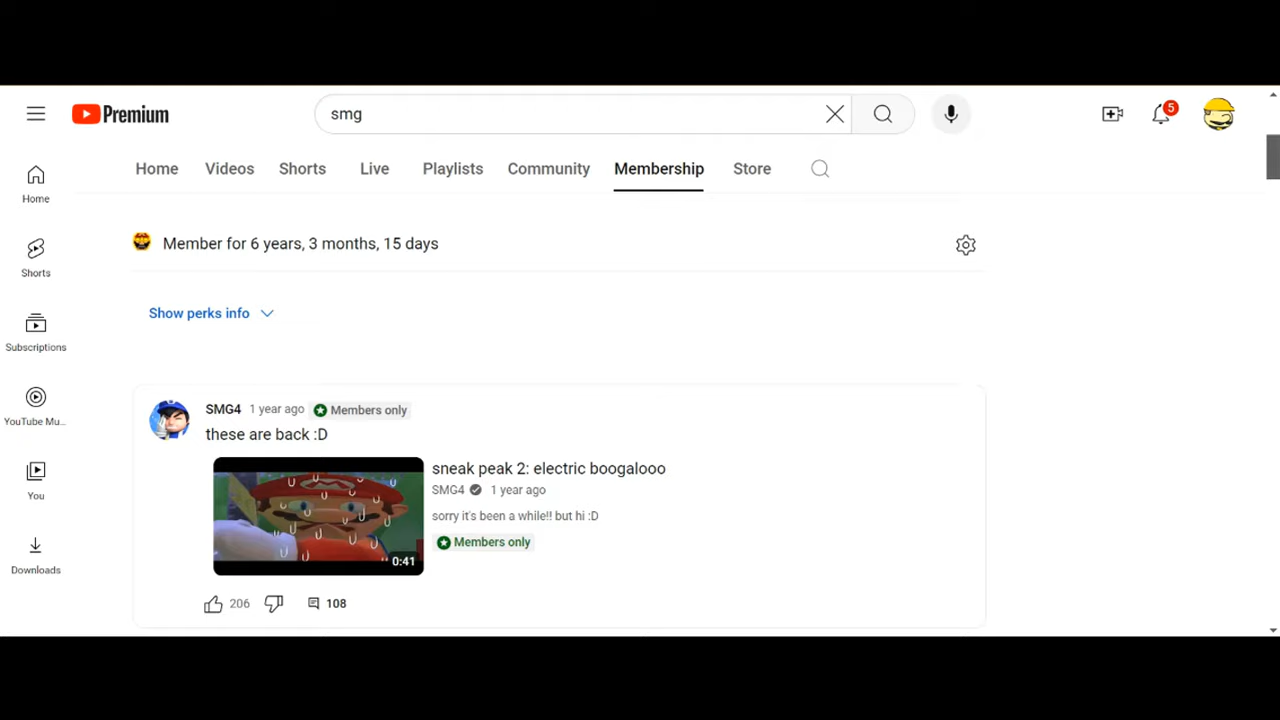 Premium
smg
5
Home
Videos
Shorts
Live
Playlists
Community
Membership
Store
Home
Shorts
Subscriptions
YouTube Mu...
You
Downloads
Member for 6 years, 3 months, 15 days
Show perks info
SMG4 1 year ago Members only
these are back :D
0:41
sneak peak 2: electric boogalooo
SMG4 1 year ago
sorry it's been a while!! but hi :D
Members only
206
108